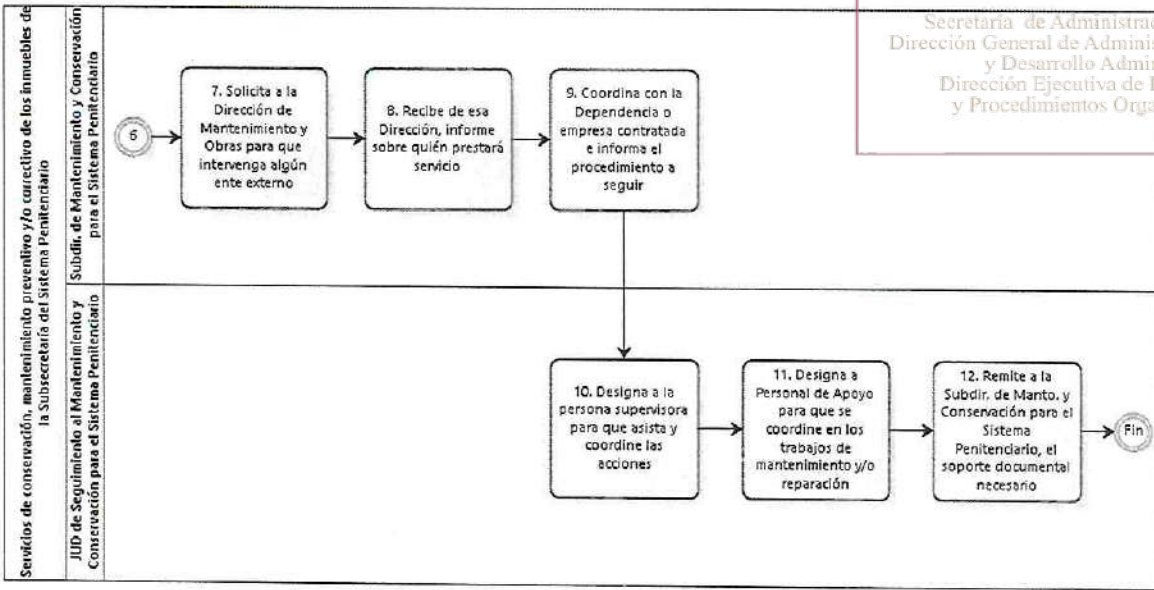 Servicios de conservación, mantenimiento preventivo y/o correctivo de los inmuebles de
la Subsecretaría del Sistema Penitenciario
Subdir. de Mantenimiento y Conservación
para el Sistema Penitenciario
6
7. Solicita a la
Dirección de
Mantenimiento y
Obras para que
intervenga algún
ente externo
8. Recibe de esa
Dirección, informe
sobre quién prestará
servicio
9. Coordina con la
Dependencia o
empresa contratada
e informa el
procedimiento a
seguir
Secretaría de Administrac
Dirección General de Adminis
y Desarrollo Admi
Dirección Ejecutiva de
y Procedimientos Orga
JUD de Seguimiento al Mantenimiento y
Conservación para el Sistema Penitenciario
10. Designa a la
persona supervisora
para que asista y
coordine las
acciones
11. Designa a
Personal de Apoyo
para que se
coordine en los
trabajos de
mantenimiento y/o
reparación
12. Remite a la
Subdir. de Manto. y
Conservación para el
Sistema
Penitenciario, el
soporte documental
necesario
Fin